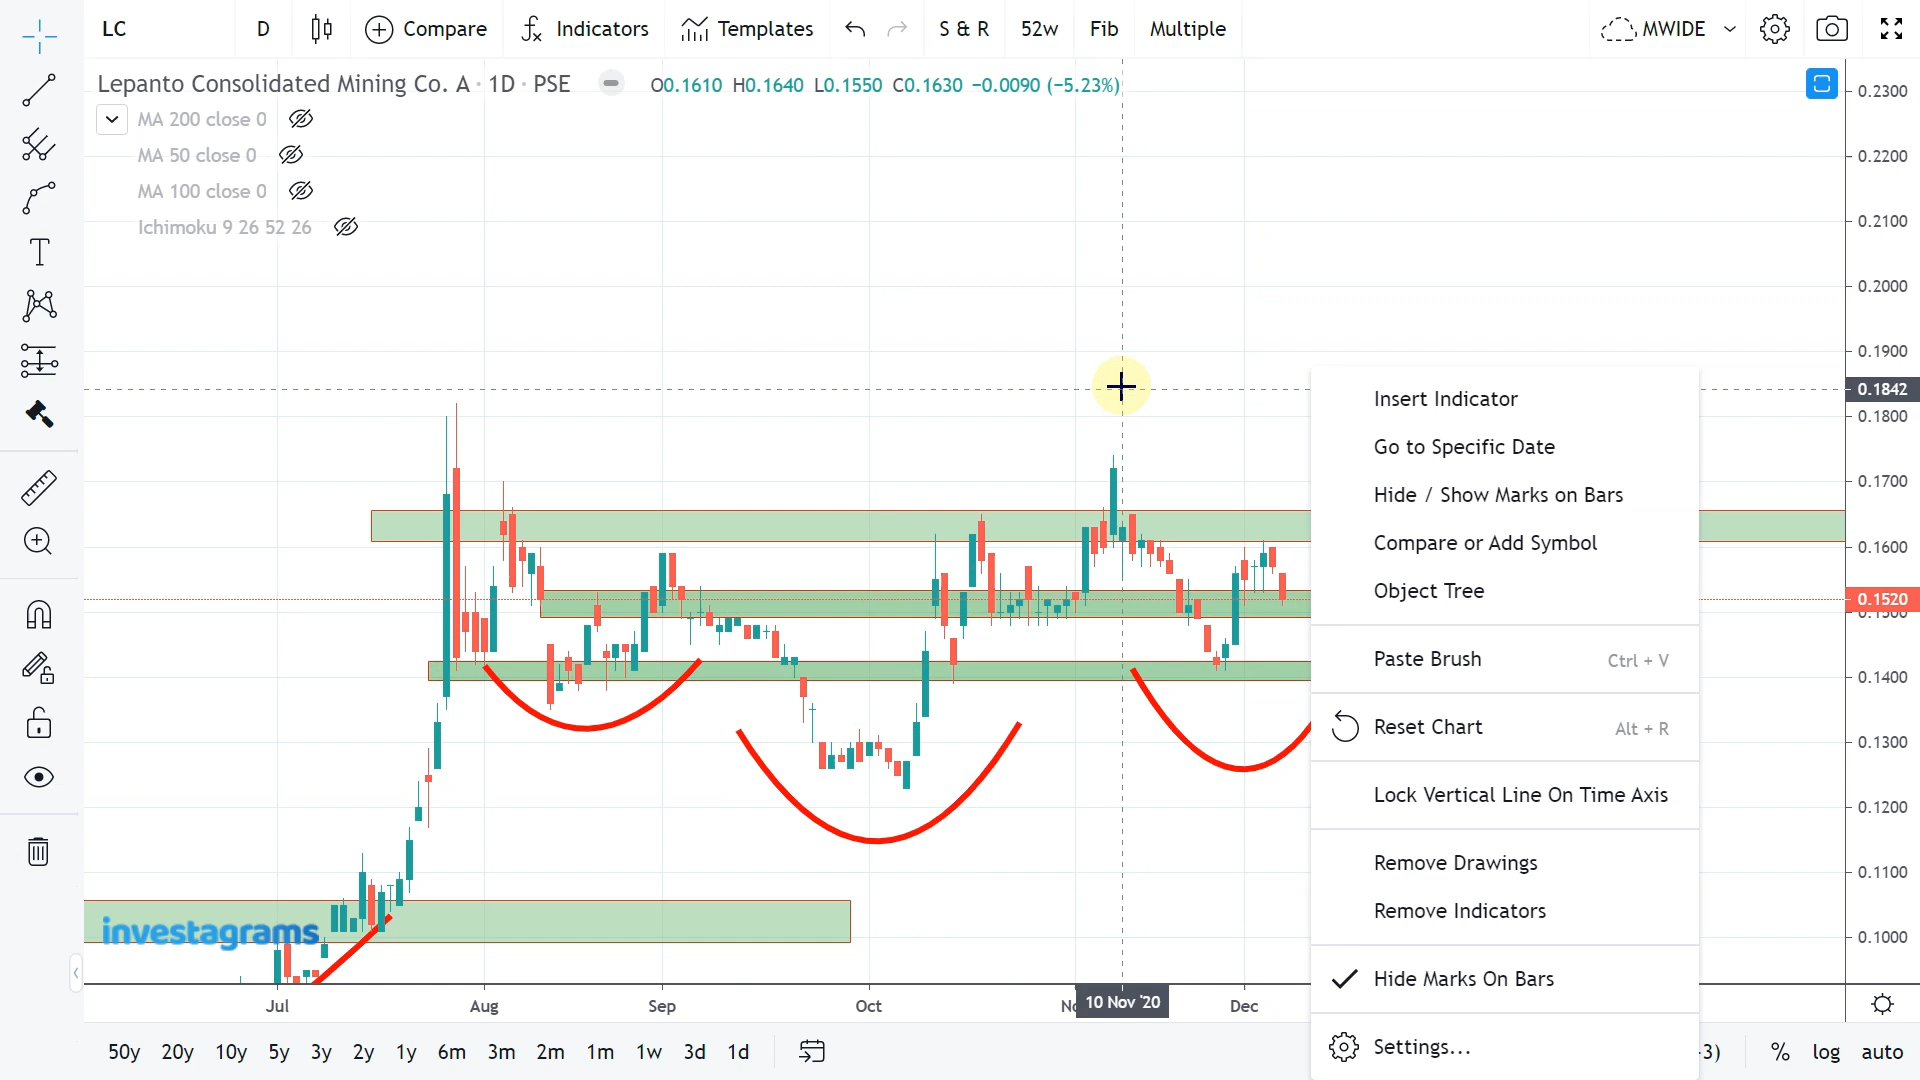 LC D Compare Indicators Templates S & R 52w Fib Multiple MWIDE
Lepanto Consolidated Mining Co. A · 1D · PSE O0.1610 H0.1640 L0.1550 C0.1630 −0.0090 (−5.23%)
MA 200 close 0
MA 50 close 0
MA 100 close 0
Ichimoku 9 26 52 26
0.2300
0.2200
0.2100
0.2000
0.1900
0.1842
0.1800
0.1700
0.1600
0.1520
0.1500
0.1400
0.1300
0.1200
0.1100
0.1000
Insert Indicator
Go to Specific Date
Hide / Show Marks on Bars
Compare or Add Symbol
Object Tree
Paste Brush Ctrl + V
Reset Chart Alt + R
Lock Vertical Line On Time Axis
Remove Drawings
Remove Indicators
Hide Marks On Bars
Settings...
investagrams
Jul Aug Sep Oct 10 Nov '20 Dec
50y 20y 10y 5y 3y 2y 1y 6m 3m 2m 1m 1w 3d 1d 3) % log auto